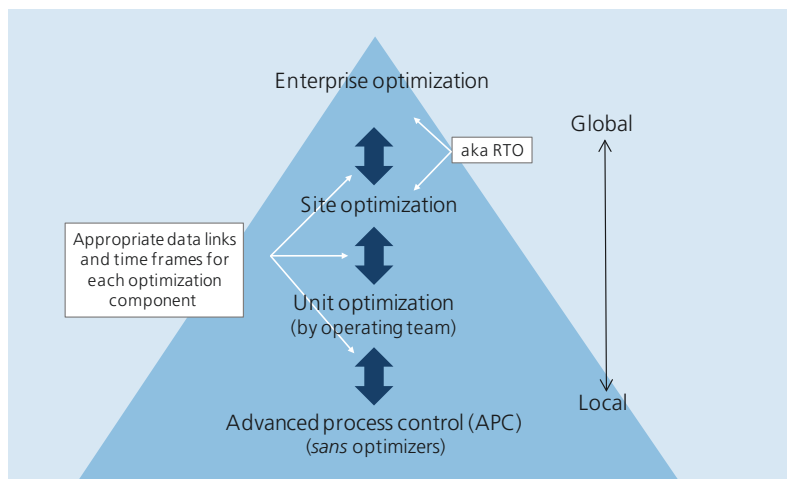 Enterprise optimization
Global
aka RTO
Site optimization
Appropriate data links
and time frames for
each optimization
component
Unit optimization
(by operating team)
Local
Advanced process control (APC)
(sans optimizers)